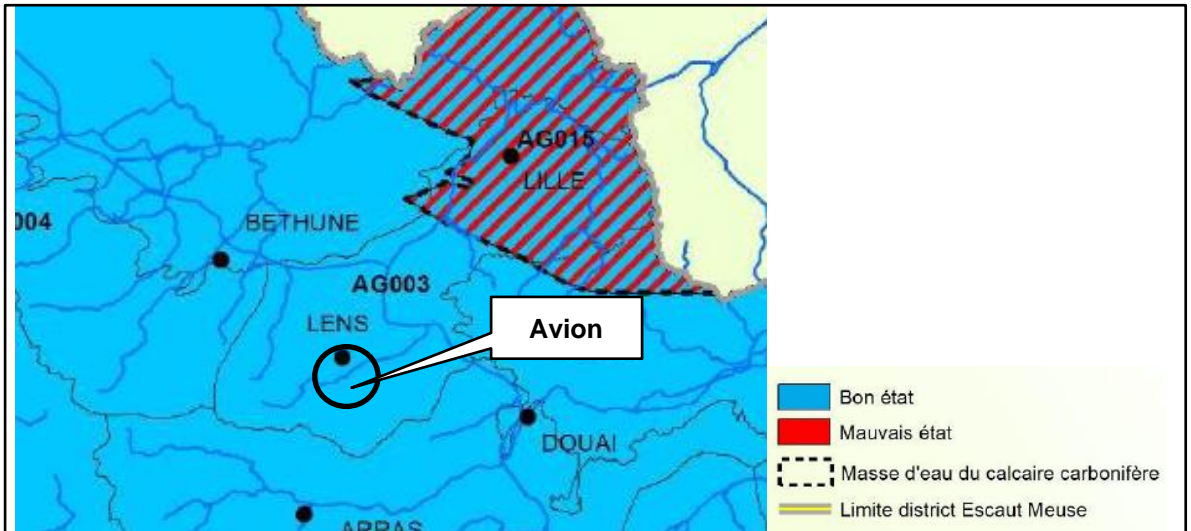 AG015
LILLE
004
BETHUNE
AG003
LENS
Avion
DOUAI
ARRAS
Bon état
Mauvais état
Masse d'eau du calcaire carbonifère
Limite district Escaut Meuse